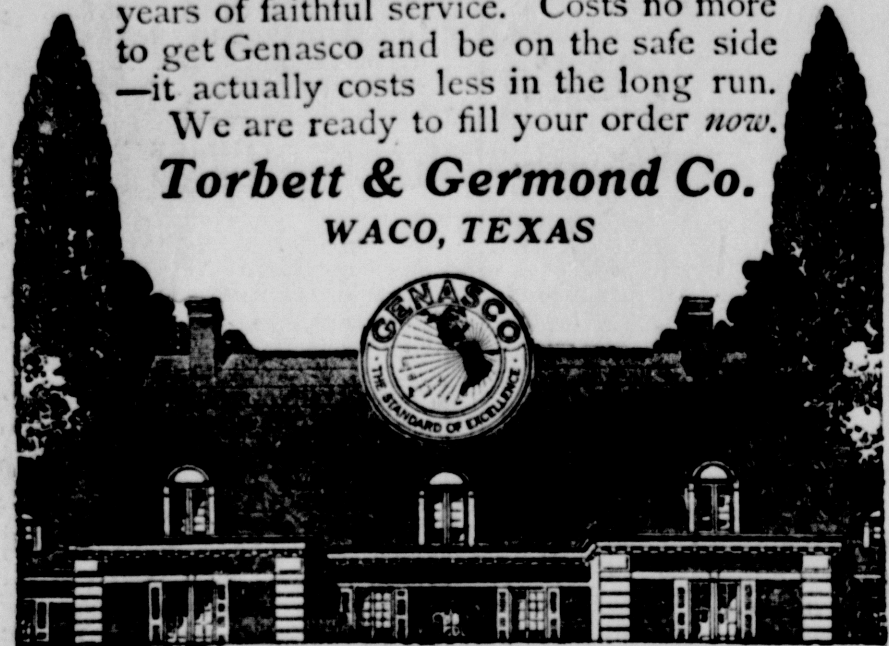 years of faithful service. Costs no more
to get Genasco and be on the safe side
—it actually costs less in the long run.
We are ready to fill your order now.
Torbett & Germond Co.
WACO, TEXAS
GENASCO
THE STANDARD OF EXCELLENCE